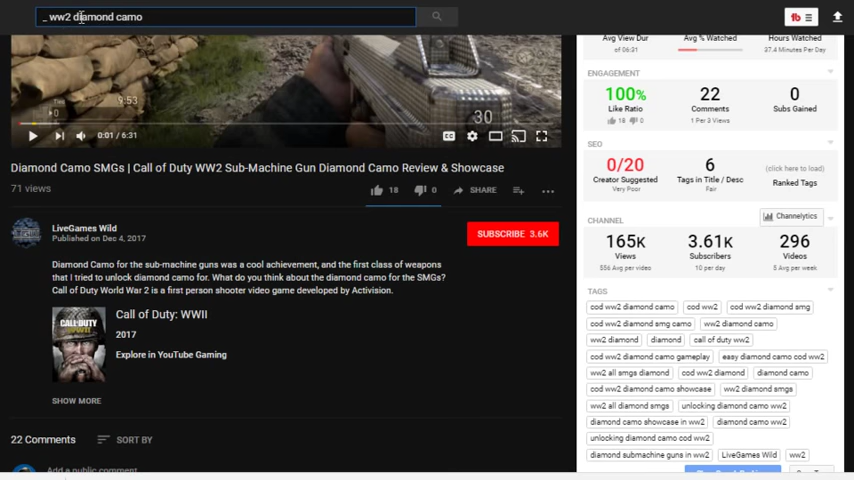 _ ww2 diamond camo
9:53
30
0:01 / 6:31
CC
Diamond Camo SMGs | Call of Duty WW2 Sub-Machine Gun Diamond Camo Review & Showcase
71 views
18
0
SHARE
LiveGames Wild
Published on Dec 4, 2017
SUBSCRIBE 3.6K
Diamond Camo for the sub-machine guns was a cool achievement, and the first class of weapons
that I tried to unlock diamond camo for. What do you think about the diamond camo for the SMGs?
Call of Duty World War 2 is a first person shooter video game developed by Activision.
CALL OF DUTY
WWII
Call of Duty: WWII
2017
Explore in YouTube Gaming
SHOW MORE
22 Comments
SORT BY
Add a public comment
Avg View Dur
of 06:31
Avg % Watched
Hours Watched
37.4 Minutes Per Day
ENGAGEMENT
100%
Like Ratio
18 0
22
Comments
1 Per 3 Views
0
Subs Gained
SEO
0/20
Creator Suggested
Very Poor
6
Tags in Title / Desc
Fair
(click here to load)
Ranked Tags
CHANNEL
Channelytics
165K
Views
556 Avg per video
3.61K
Subscribers
10 per day
296
Videos
5 Avg per week
TAGS
cod ww2 diamond camo cod ww2 cod ww2 diamond smg
cod ww2 diamond smg camo ww2 diamond camo
ww2 diamond diamond call of duty ww2
cod ww2 diamond camo gameplay easy diamond camo cod ww2
ww2 all smgs diamond cod ww2 diamond diamond camo
cod ww2 diamond camo showcase ww2 diamond smgs
ww2 all diamond smgs unlocking diamond camo ww2
diamond camo showcase in ww2 diamond camo ww2
unlocking diamond camo cod ww2
diamond submachine guns in ww2 LiveGames Wild ww2